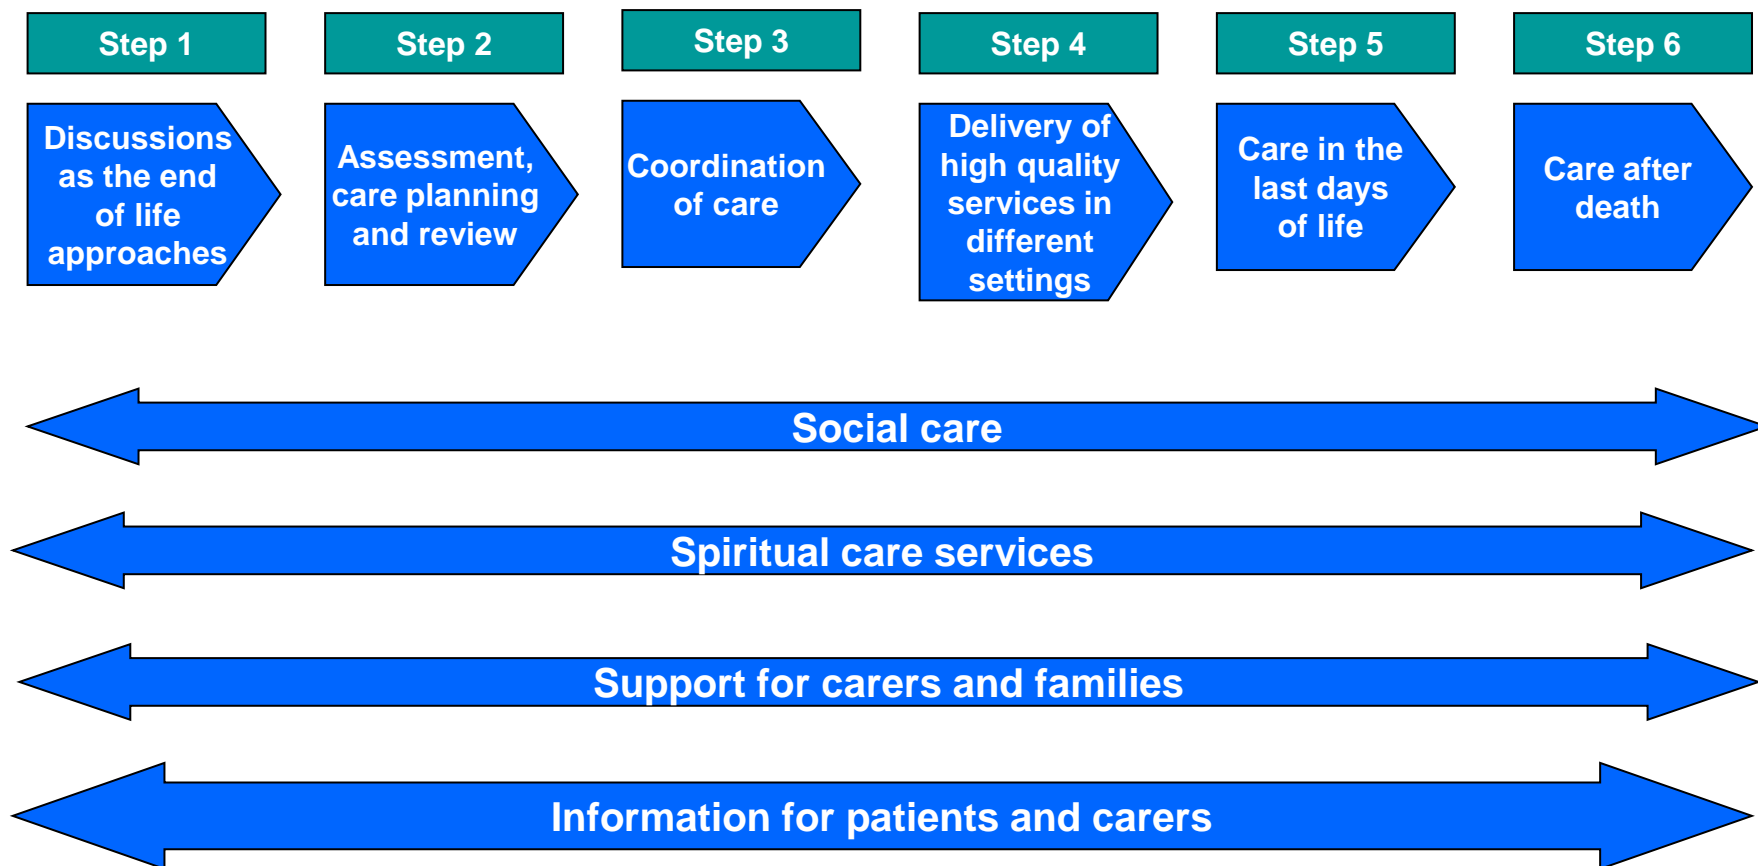 Step 1
Step 2
Step 3
Step 4
Step 5
Step 6
Discussions
as the end
of life
approaches
Assessment,
care planning
and review
Coordination
of care
Delivery of
high quality
services in
different
settings
Care in the
last days
of life
Care after
death
Social care
Spiritual care services
Support for carers and families
Information for patients and carers